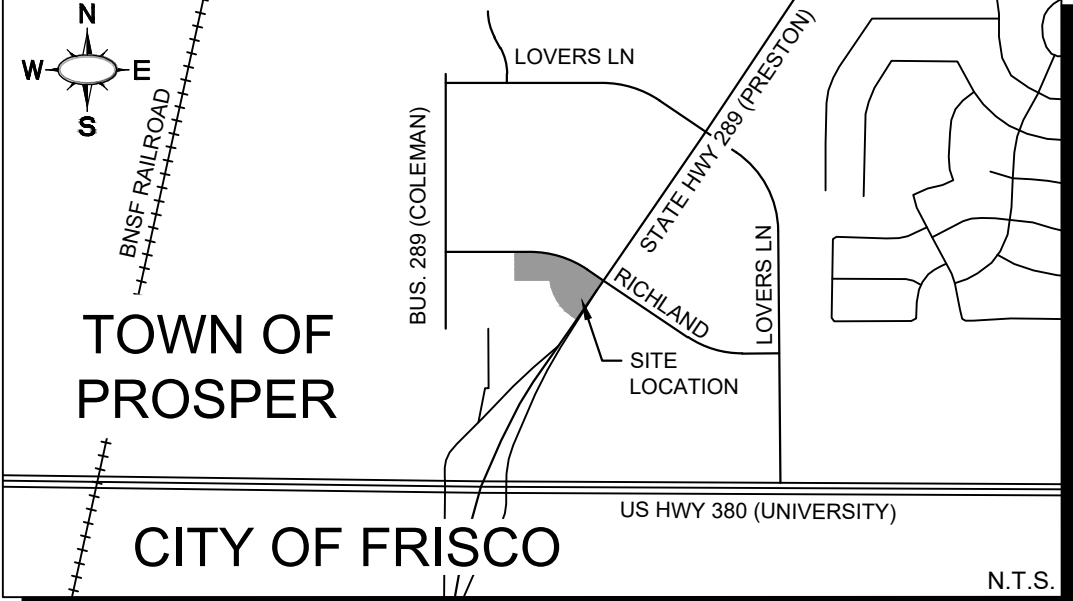 N
W E
S
BNSF RAILROAD
LOVERS LN
BUS. 289 (COLEMAN)
STATE HWY 289 (PRESTON)
LOVERS LN
RICHLAND
SITE
LOCATION
TOWN OF
PROSPER
US HWY 380 (UNIVERSITY)
CITY OF FRISCO
N.T.S.